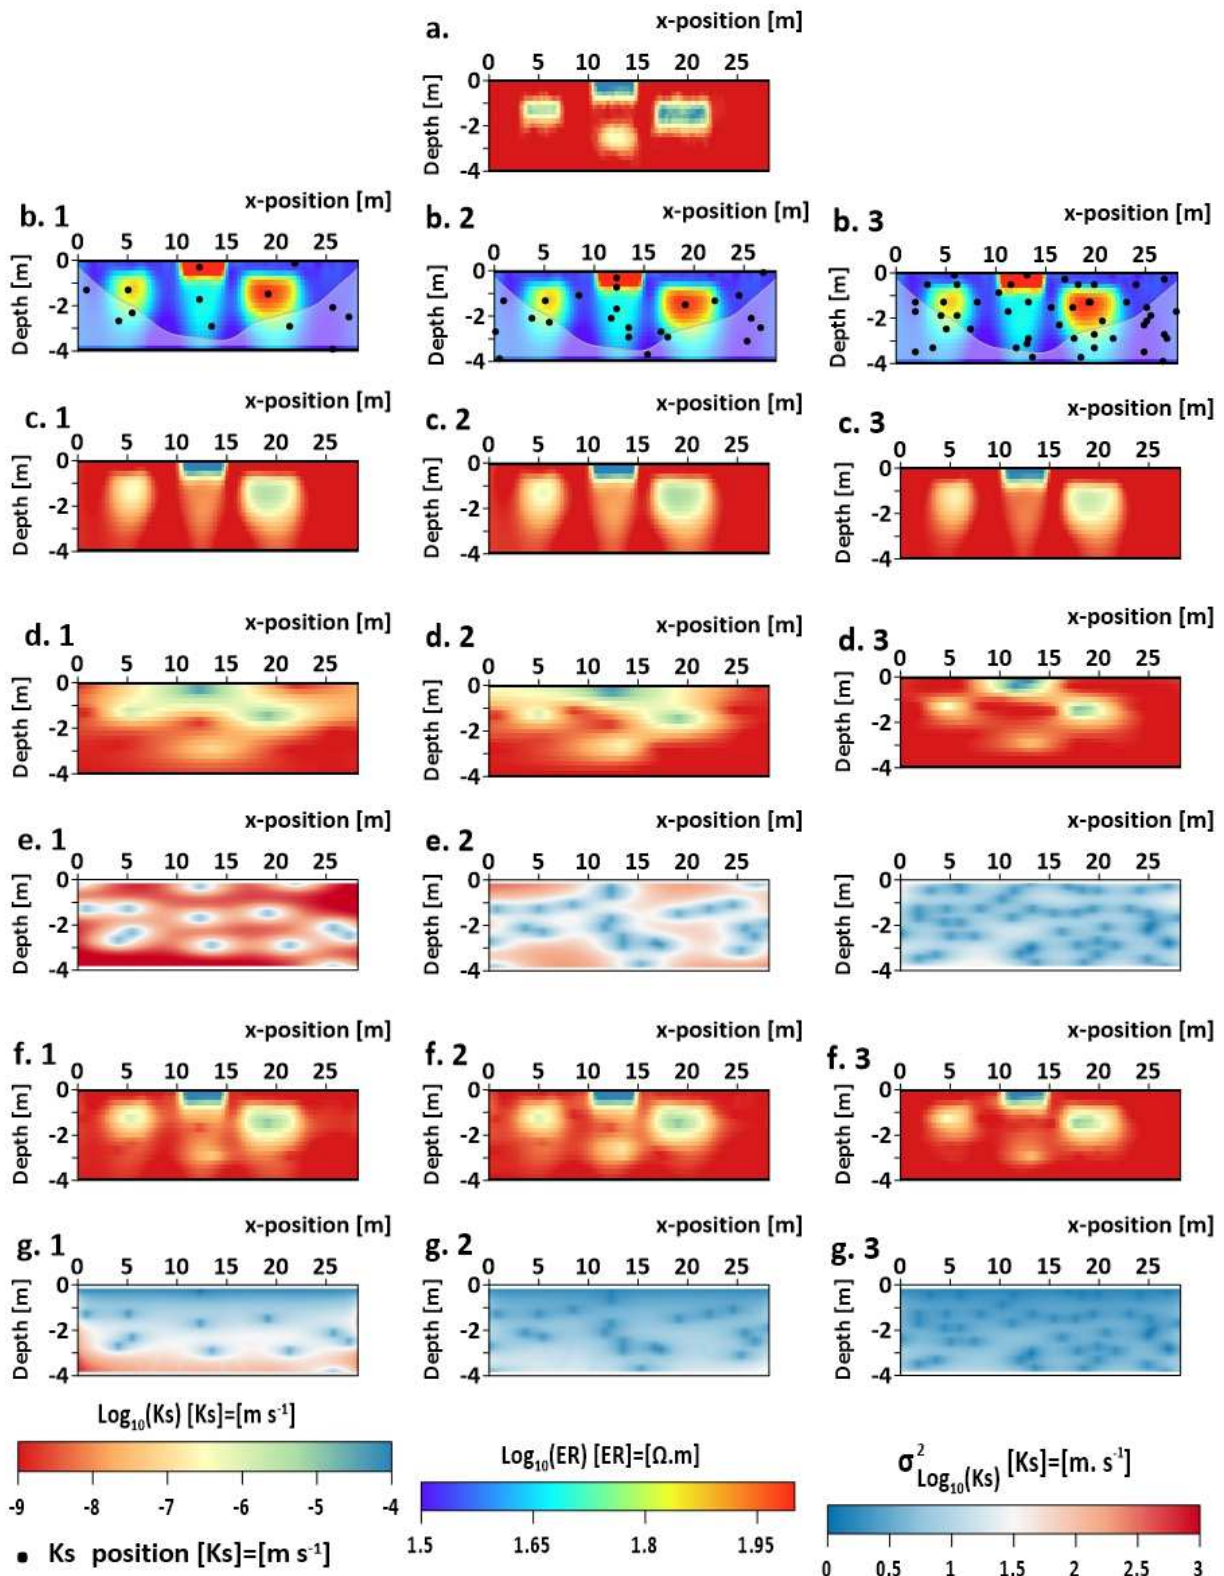 a.
x-position [m]
0 5 10 15 20 25
Depth [m]
0
-2
-4
b. 1
x-position [m]
0 5 10 15 20 25
Depth [m]
0
-2
-4
b. 2
x-position [m]
0 5 10 15 20 25
Depth [m]
0
-2
-4
b. 3
x-position [m]
0 5 10 15 20 25
Depth [m]
0
-2
-4
c. 1
x-position [m]
0 5 10 15 20 25
Depth [m]
0
-2
-4
c. 2
x-position [m]
0 5 10 15 20 25
Depth [m]
0
-2
-4
c. 3
x-position [m]
0 5 10 15 20 25
Depth [m]
0
-2
-4
d. 1
x-position [m]
0 5 10 15 20 25
Depth [m]
0
-2
-4
d. 2
x-position [m]
0 5 10 15 20 25
Depth [m]
0
-2
-4
d. 3
x-position [m]
0 5 10 15 20 25
Depth [m]
0
-2
-4
e. 1
x-position [m]
0 5 10 15 20 25
Depth [m]
0
-2
-4
e. 2
x-position [m]
0 5 10 15 20 25
Depth [m]
0
-2
-4
x-position [m]
0 5 10 15 20 25
Depth [m]
0
-2
-4
f. 1
x-position [m]
0 5 10 15 20 25
Depth [m]
0
-2
-4
f. 2
x-position [m]
0 5 10 15 20 25
Depth [m]
0
-2
-4
f. 3
x-position [m]
0 5 10 15 20 25
Depth [m]
0
-2
-4
g. 1
x-position [m]
0 5 10 15 20 25
Depth [m]
0
-2
-4
g. 2
x-position [m]
0 5 10 15 20 25
Depth [m]
0
-2
-4
g. 3
x-position [m]
0 5 10 15 20 25
Depth [m]
0
-2
-4
Log₁₀(Ks) [Ks]=[m s⁻¹]
-9 -8 -7 -6 -5 -4
Ks position [Ks]=[m s⁻¹]
Log₁₀(ER) [ER]=[Ω.m]
1.5 1.65 1.8 1.95
σ²Log₁₀(Ks) [Ks]=[m. s⁻¹]
0 0.5 1 1.5 2 2.5 3